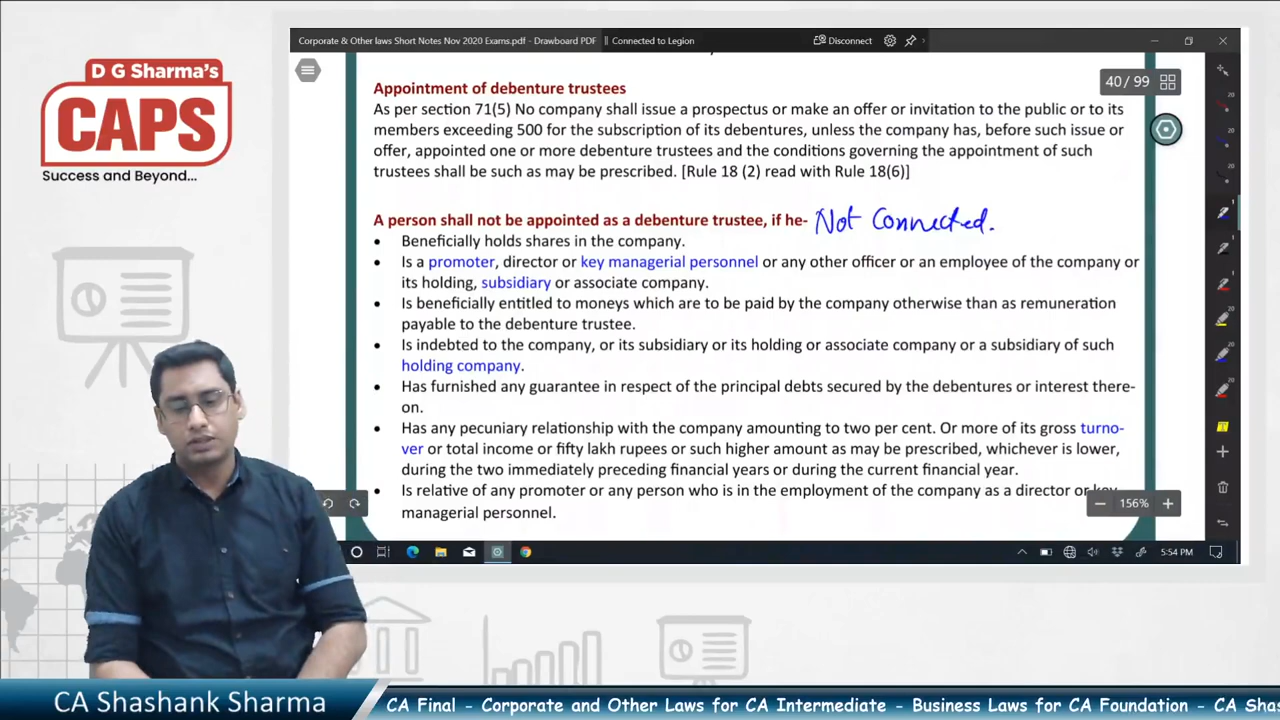 D G Sharma's
CAPS
Success and Beyond...
Corporate & Other laws Short Notes Nov 2020 Exams.pdf - Drawboard PDF || Connected to Legion Disconnect
40 / 99
Appointment of debenture trustees
As per section 71(5) No company shall issue a prospectus or make an offer or invitation to the public or to its
members exceeding 500 for the subscription of its debentures, unless the company has, before such issue or
offer, appointed one or more debenture trustees and the conditions governing the appointment of such
trustees shall be such as may be prescribed. [Rule 18 (2) read with Rule 18(6)]
A person shall not be appointed as a debenture trustee, if he- Not Connected.
• Beneficially holds shares in the company.
• Is a promoter, director or key managerial personnel or any other officer or an employee of the company or
its holding, subsidiary or associate company.
• Is beneficially entitled to moneys which are to be paid by the company otherwise than as remuneration
payable to the debenture trustee.
• Is indebted to the company, or its subsidiary or its holding or associate company or a subsidiary of such
holding company.
• Has furnished any guarantee in respect of the principal debts secured by the debentures or interest there-
on.
• Has any pecuniary relationship with the company amounting to two per cent. Or more of its gross turno-
ver or total income or fifty lakh rupees or such higher amount as may be prescribed, whichever is lower,
during the two immediately preceding financial years or during the current financial year.
• Is relative of any promoter or any person who is in the employment of the company as a director or key
managerial personnel.
156%
5:54 PM
CA Shashank Sharma
CA Final - Corporate and Other Laws for CA Intermediate - Business Laws for CA Foundation - CA Shas